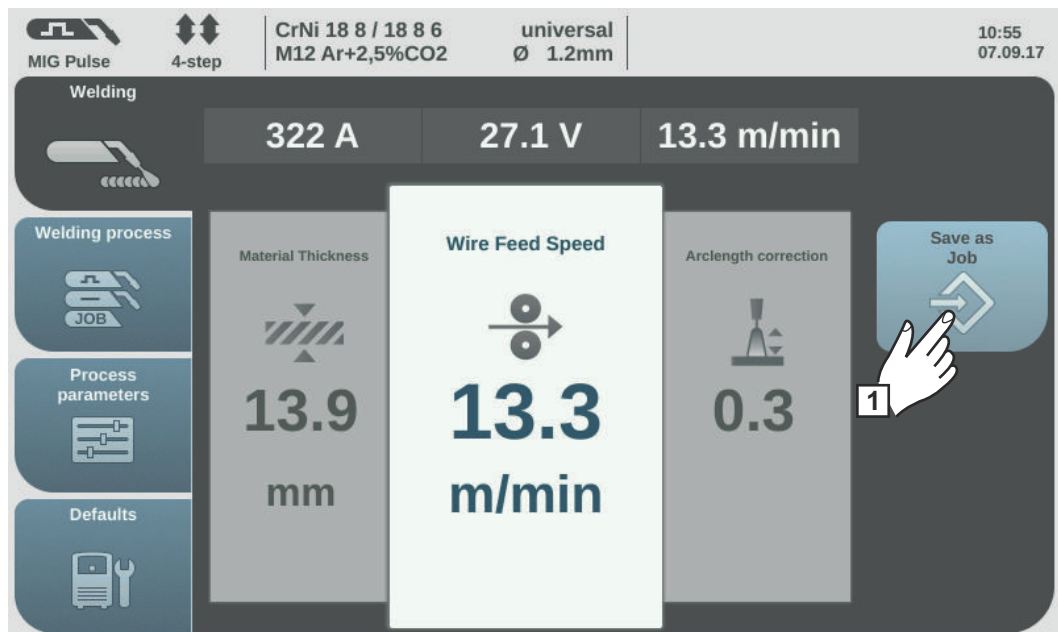 MIG Pulse
4-step
CrNi 18 8 / 18 8 6 universal
M12 Ar+2,5%CO2 Ø 1.2mm
10:55
07.09.17
Welding
322 A
27.1 V
13.3 m/min
Welding process
JOB
Process
parameters
Defaults
Material Thickness
13.9
mm
Wire Feed Speed
13.3
m/min
Arclength correction
0.3
Save as
Job
1